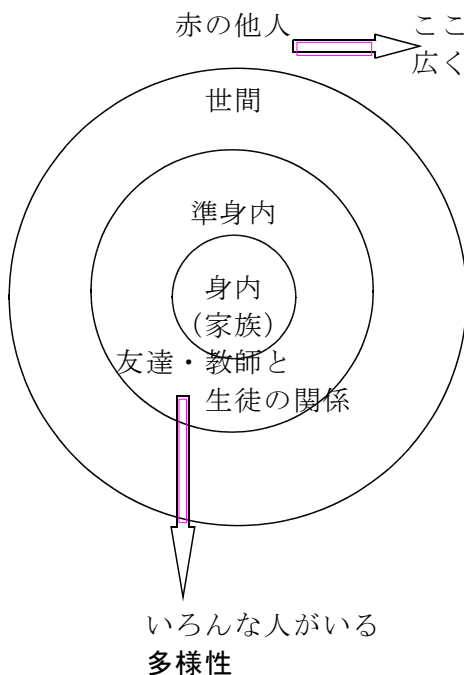 赤の他人
ここ
広く
世間
準身内
身内
（家族）
友達・教師と
生徒の関係
いろんな人がいる
多様性